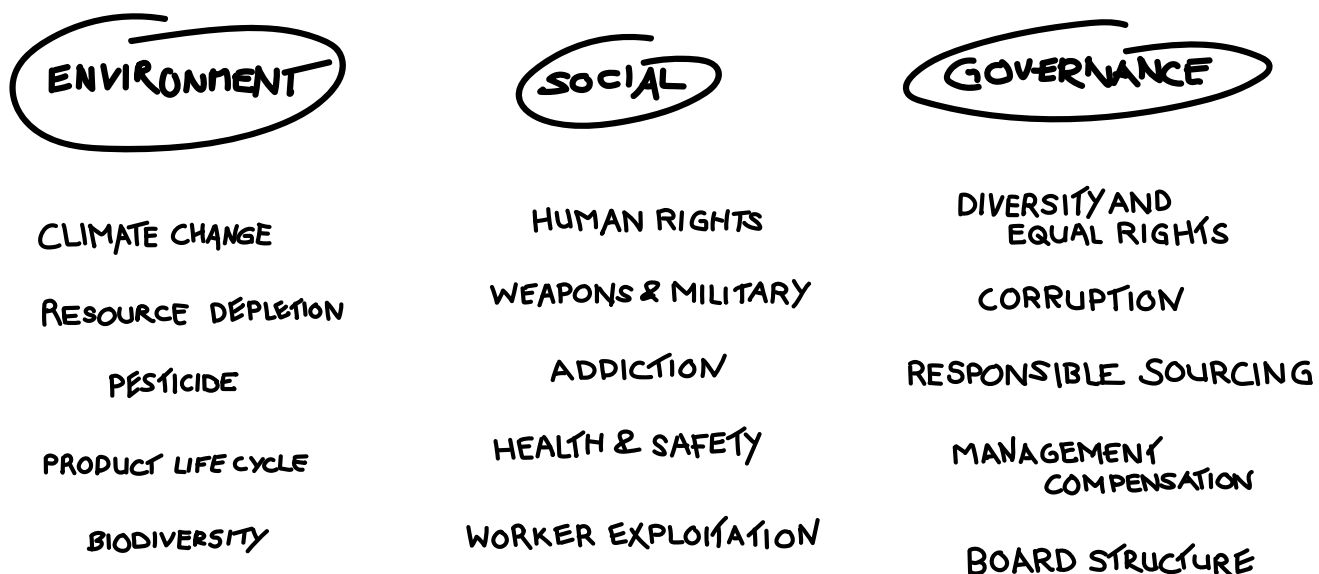 ENVIRONMENT
CLIMATE CHANGE
RESOURCE DEPLETION
PESTICIDE
PRODUCT LIFE CYCLE
BIODIVERSITY
SOCIAL
HUMAN RIGHTS
WEAPONS & MILITARY
ADDICTION
HEALTH & SAFETY
WORKER EXPLOITATION
GOVERNANCE
DIVERSITY AND
EQUAL RIGHTS
CORRUPTION
RESPONSIBLE SOURCING
MANAGEMENT
COMPENSATION
BOARD STRUCTURE